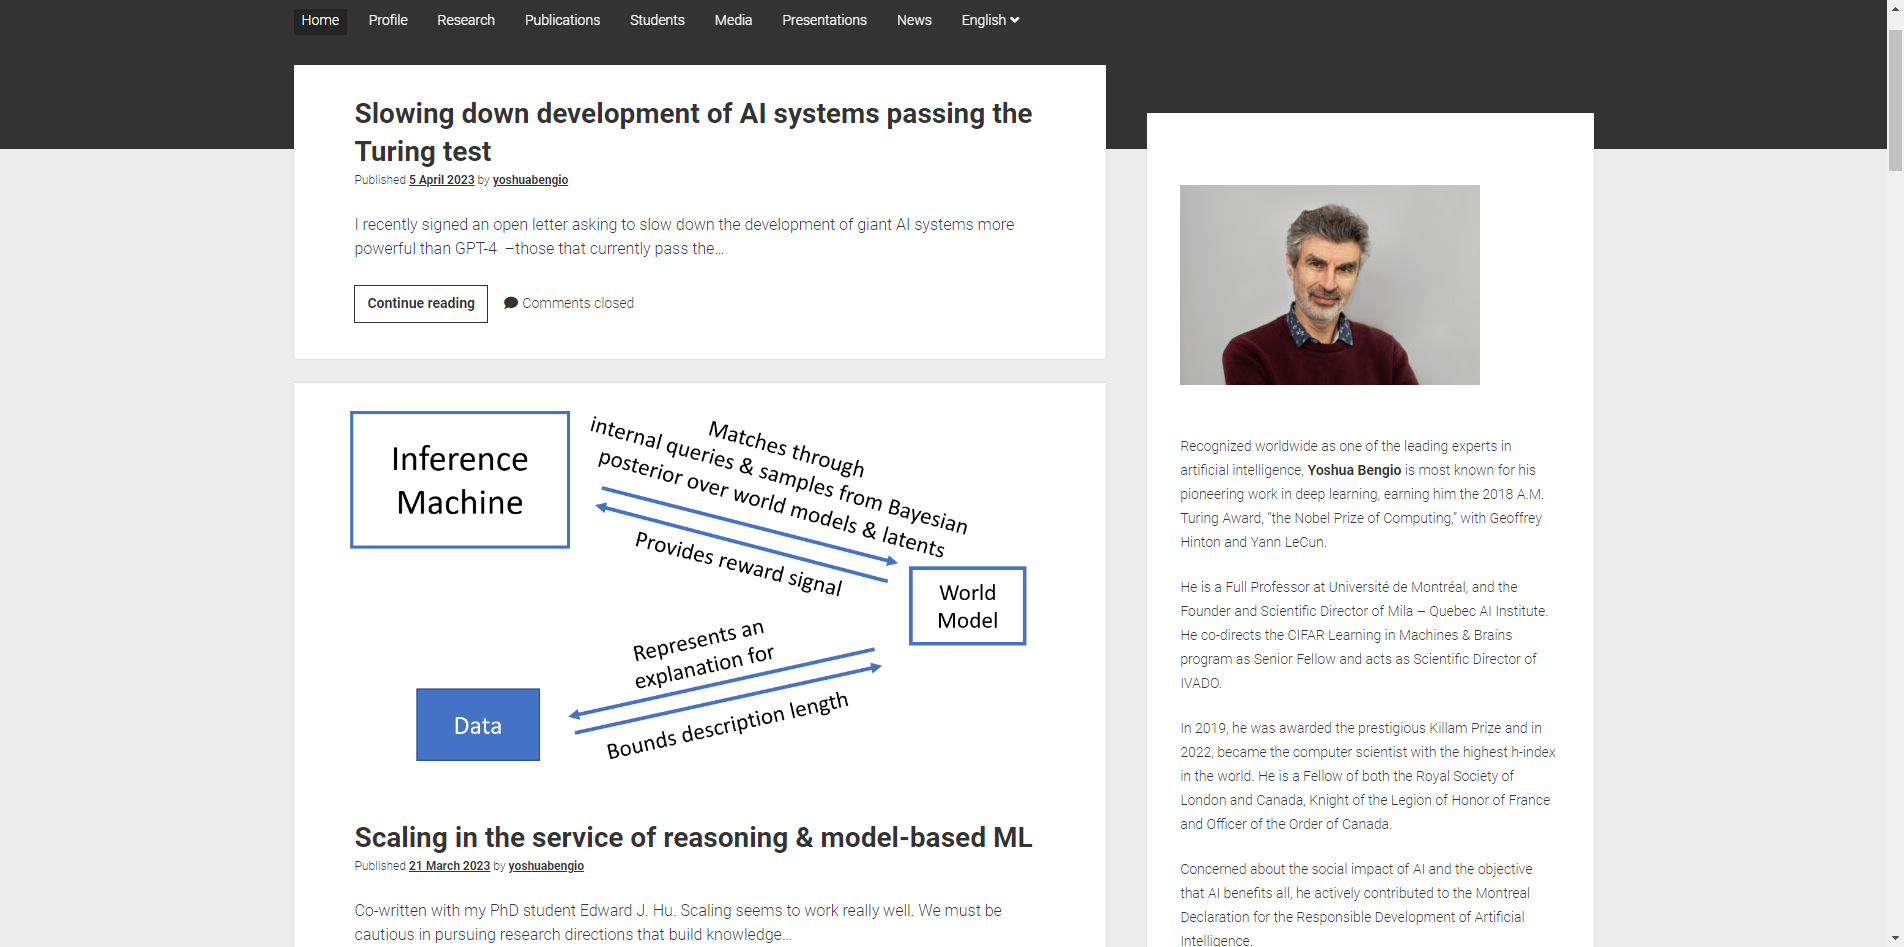 Home Profile Research Publications Students Media Presentations News English
Slowing down development of AI systems passing the
Turing test
Published 5 April 2023 by yoshuabengio
I recently signed an open letter asking to slow down the development of giant AI systems more
powerful than GPT-4 –those that currently pass the…
Continue reading Comments closed
Inference
Machine
Matches through
internal queries & samples from Bayesian
posterior over world models & latents
Provides reward signal
World
Model
Represents an
explanation for
Data
Bounds description length
Scaling in the service of reasoning & model-based ML
Published 21 March 2023 by yoshuabengio
Co-written with my PhD student Edward J. Hu. Scaling seems to work really well. We must be
cautious in pursuing research directions that build knowledge…
Recognized worldwide as one of the leading experts in
artificial intelligence, Yoshua Bengio is most known for his
pioneering work in deep learning, earning him the 2018 A.M.
Turing Award, “the Nobel Prize of Computing,” with Geoffrey
Hinton and Yann LeCun.
He is a Full Professor at Université de Montréal, and the
Founder and Scientific Director of Mila – Quebec AI Institute.
He co-directs the CIFAR Learning in Machines & Brains
program as Senior Fellow and acts as Scientific Director of
IVADO.
In 2019, he was awarded the prestigious Killam Prize and in
2022, became the computer scientist with the highest h-index
in the world. He is a Fellow of both the Royal Society of
London and Canada, Knight of the Legion of Honor of France
and Officer of the Order of Canada.
Concerned about the social impact of AI and the objective
that AI benefits all, he actively contributed to the Montreal
Declaration for the Responsible Development of Artificial
Intelligence.